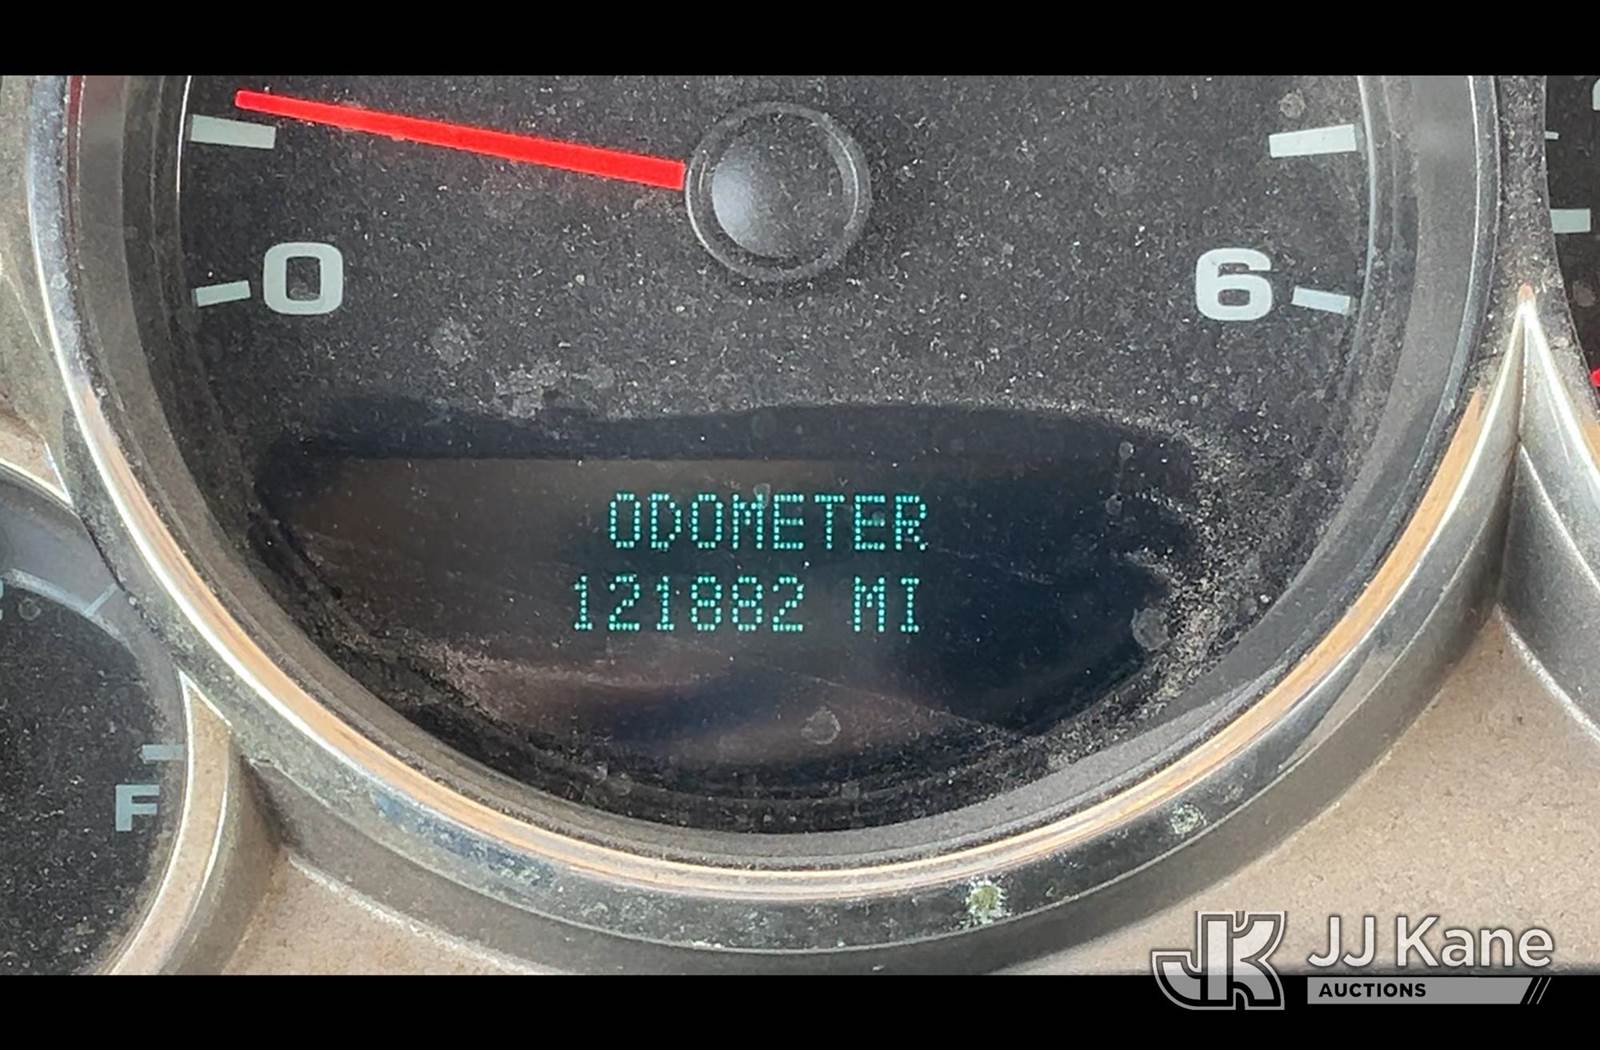 0
6
ODOMETER
121882 MI
F
JJ Kane
AUCTIONS